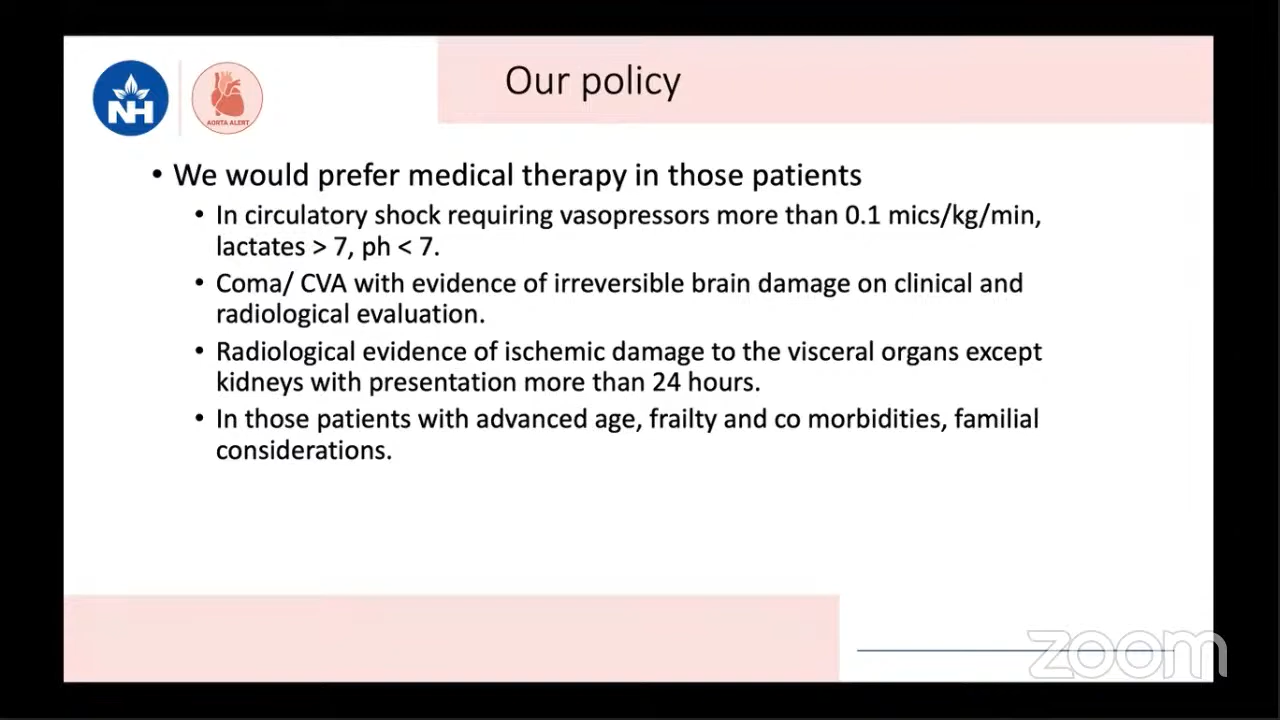 NH
AORTA ALERT
Our policy
• We would prefer medical therapy in those patients
• In circulatory shock requiring vasopressors more than 0.1 mics/kg/min,
lactates > 7, ph < 7.
• Coma/ CVA with evidence of irreversible brain damage on clinical and
radiological evaluation.
• Radiological evidence of ischemic damage to the visceral organs except
kidneys with presentation more than 24 hours.
• In those patients with advanced age, frailty and co morbidities, familial
considerations.
zoom